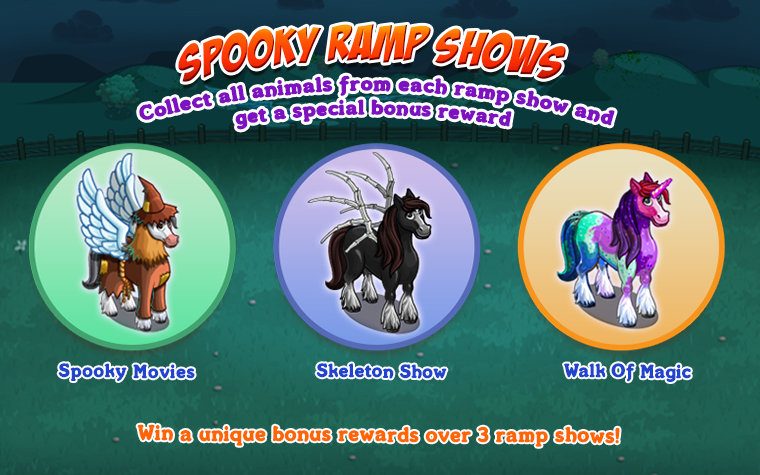 SPOOKY RAMP SHOWS
Collect all animals from each ramp show and
get a special bonus reward
Spooky Movies
Skeleton Show
Walk Of Magic
Win a unique bonus rewards over 3 ramp shows!